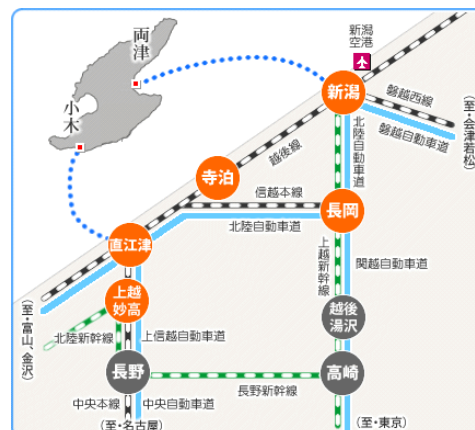 両津
小木
新潟
空港
新潟
磐越西線
磐越自動車道
(至・会津若松)
越後線
北陸自動車道
寺泊
信越本線
北陸自動車道
長岡
直江津
上越新幹線
関越自動車道
上越
妙高
越後
湯沢
(至・富山、金沢)
北陸新幹線
上信越自動車道
長野
長野新幹線
高崎
中央本線
中央自動車道
(至・名古屋)
(至・東京)